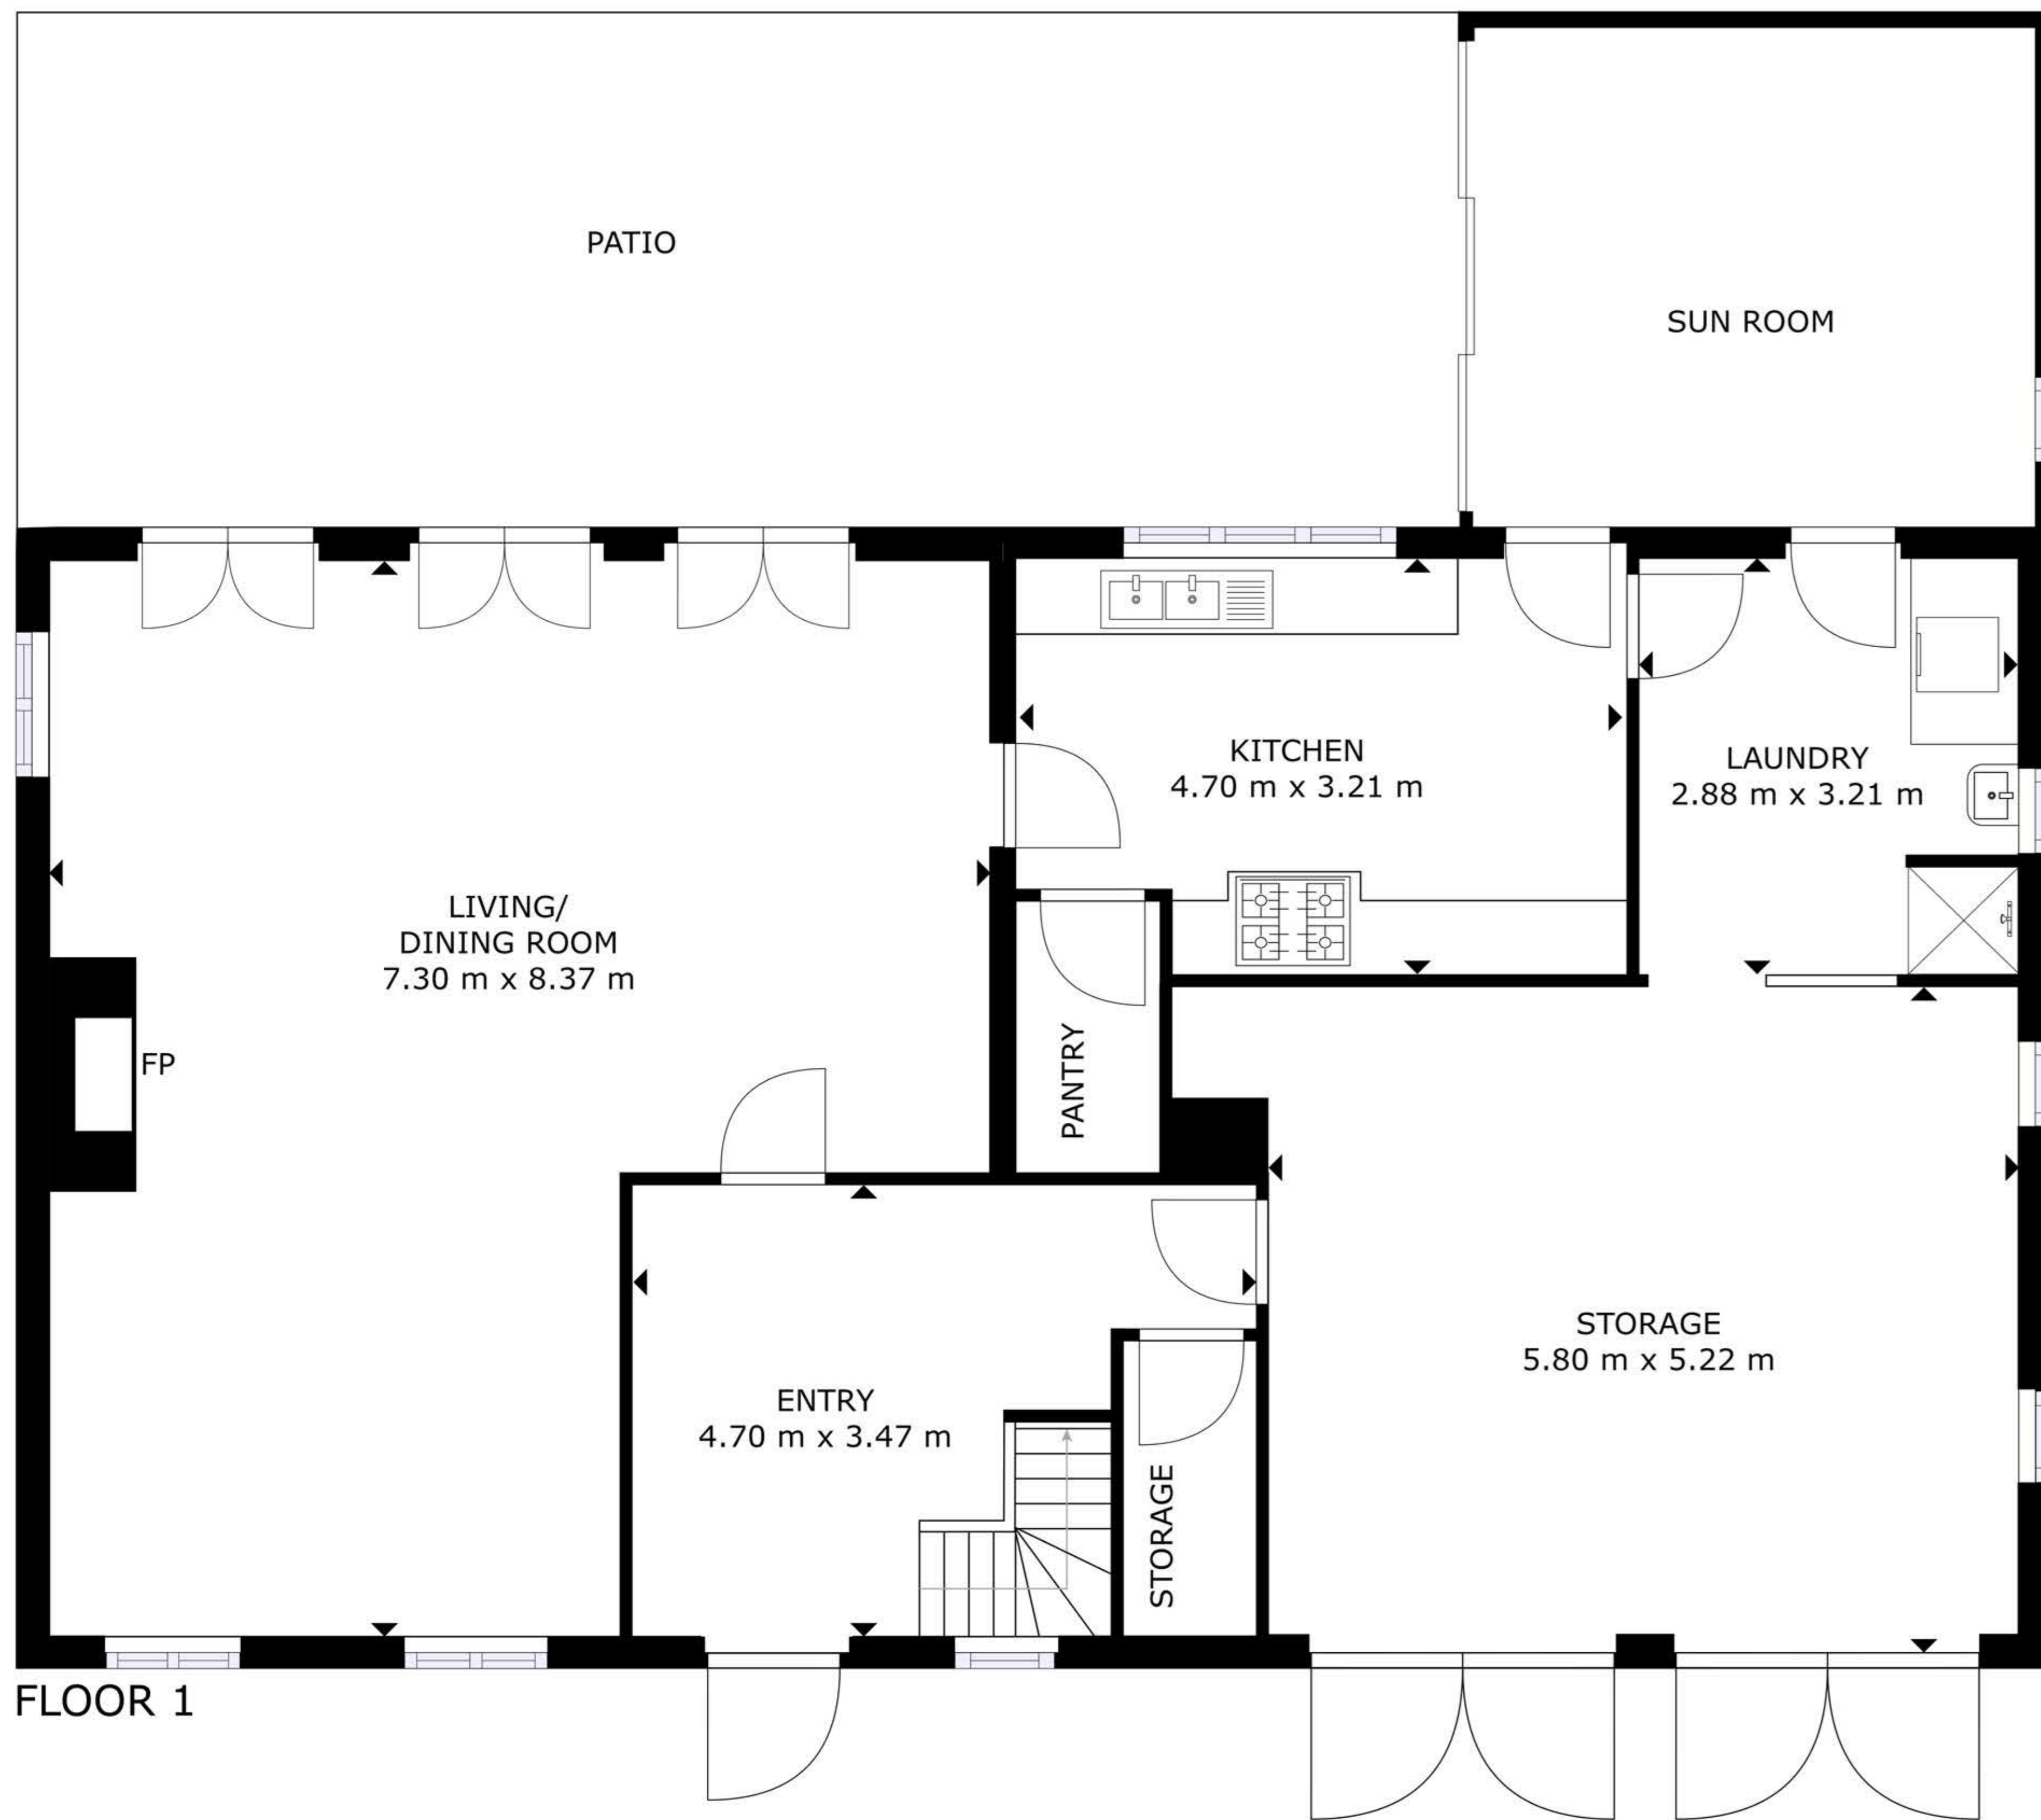 PATIO
SUN ROOM
KITCHEN
4.70 m x 3.21 m
LAUNDRY
2.88 m x 3.21 m
LIVING/
DINING ROOM
7.30 m x 8.37 m
FP
PANTRY
STORAGE
5.80 m x 5.22 m
ENTRY
4.70 m x 3.47 m
STORAGE
FLOOR 1